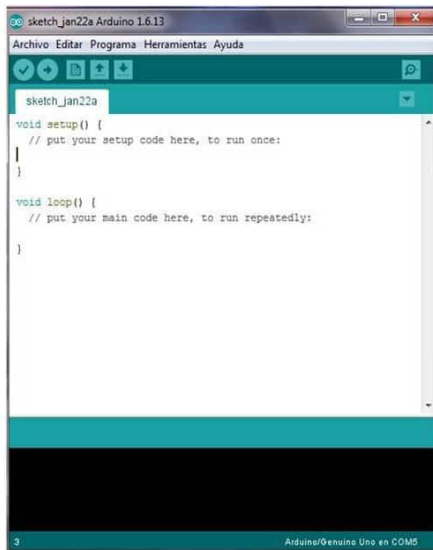 sketch_jan22a Arduino 1.6.13
Archivo Editar Programa Herramientas Ayuda
sketch_jan22a
void setup() {
// put your setup code here, to run once:
}
void loop() {
// put your main code here, to run repeatedly:
}
3 Arduino/Genuino Uno en COM5